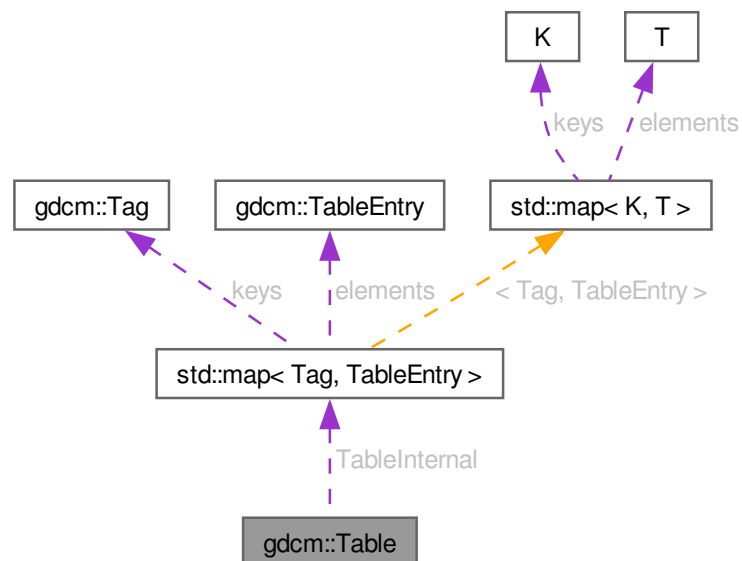 K
T
keys
elements
gdcm::Tag
gdcm::TableEntry
std::map< K, T >
keys
elements
< Tag, TableEntry >
std::map< Tag, TableEntry >
TableInternal
gdcm::Table